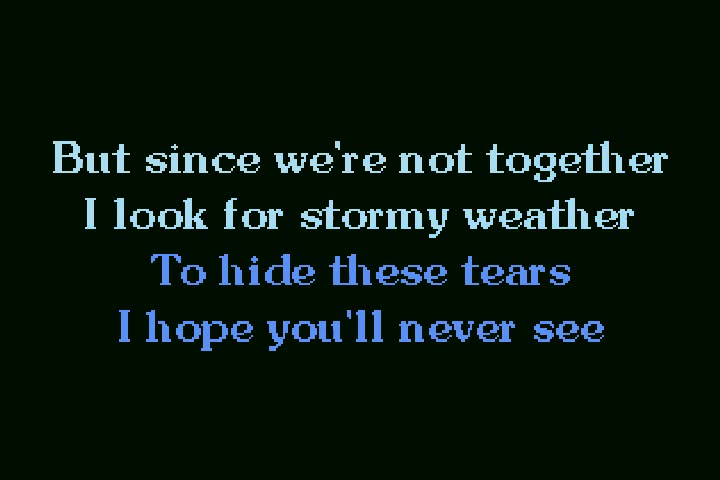 But since we're not together
I look for stormy weather
To hide these tears
I hope you'll never see